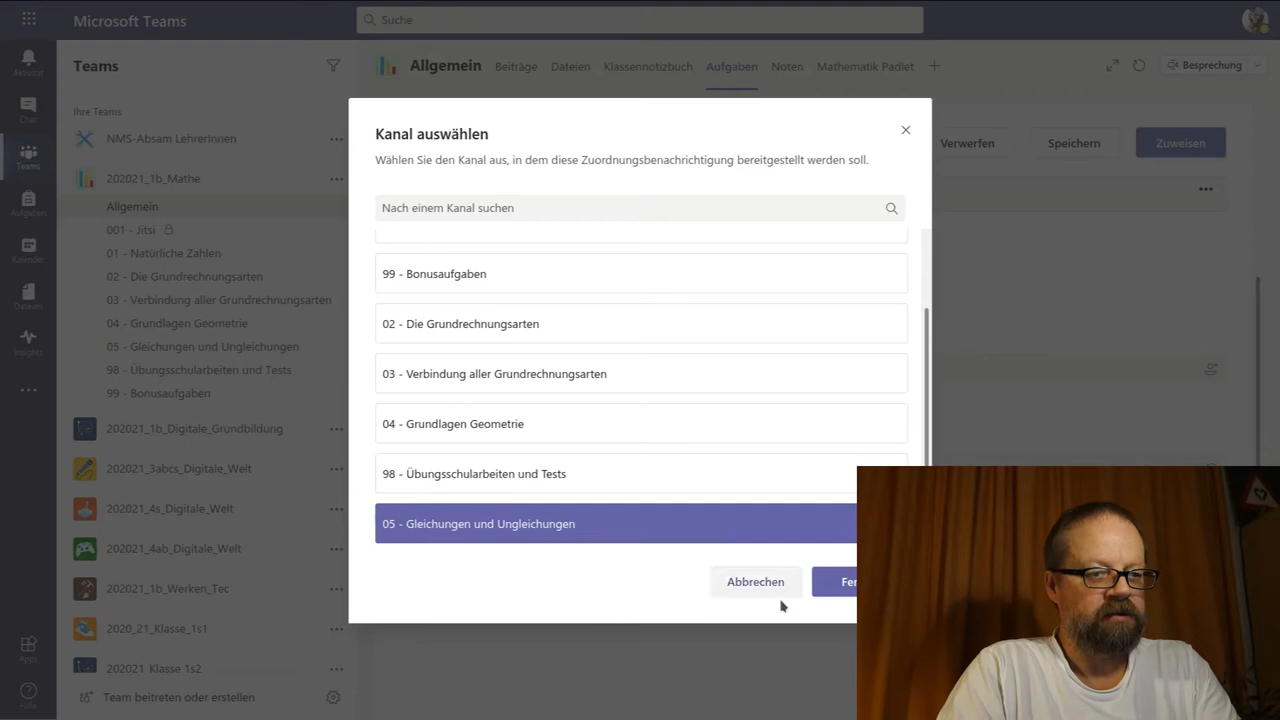 Microsoft Teams
Suche
Aktivität
Chat
Teams
Aufgaben
Kalender
Dateien
Insights
Apps
Hilfe
Teams
Ihre Teams
NMS-Absam LehrerInnen
202021_1b_Mathe
Allgemein
001 - Jitsi
01 - Natürliche Zahlen
02 - Die Grundrechnungsarten
03 - Verbindung aller Grundrechnungsarten
04 - Grundlagen Geometrie
05 - Gleichungen und Ungleichungen
98 - Übungsschularbeiten und Tests
99 - Bonusaufgaben
202021_1b_Digitale_Grundbildung
202021_3abcs_Digitale_Welt
202021_4s_Digitale_Welt
202021_4ab_Digitale_Welt
202021_1b_Werken_Tec
2020_21_Klasse_1s1
202021_Klasse 1s2
Team beitreten oder erstellen
Allgemein Beiträge Dateien Klassennotizbuch Aufgaben Noten Mathematik Padlet
Besprechung
Verwerfen Speichern Zuweisen
Kanal auswählen
Wählen Sie den Kanal aus, in dem diese Zuordnungsbenachrichtigung bereitgestellt werden soll.
Nach einem Kanal suchen
99 - Bonusaufgaben
02 - Die Grundrechnungsarten
03 - Verbindung aller Grundrechnungsarten
04 - Grundlagen Geometrie
98 - Übungsschularbeiten und Tests
05 - Gleichungen und Ungleichungen
Abbrechen